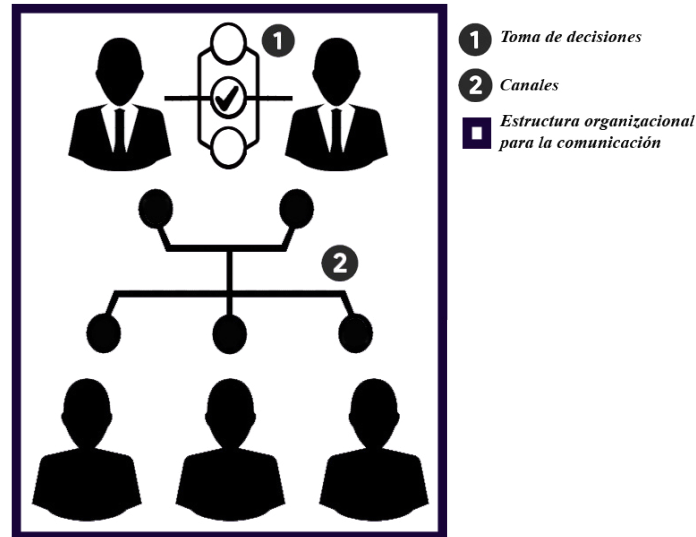 1
1 Toma de decisiones
2 Canales
Estructura organizacional
para la comunicación
2